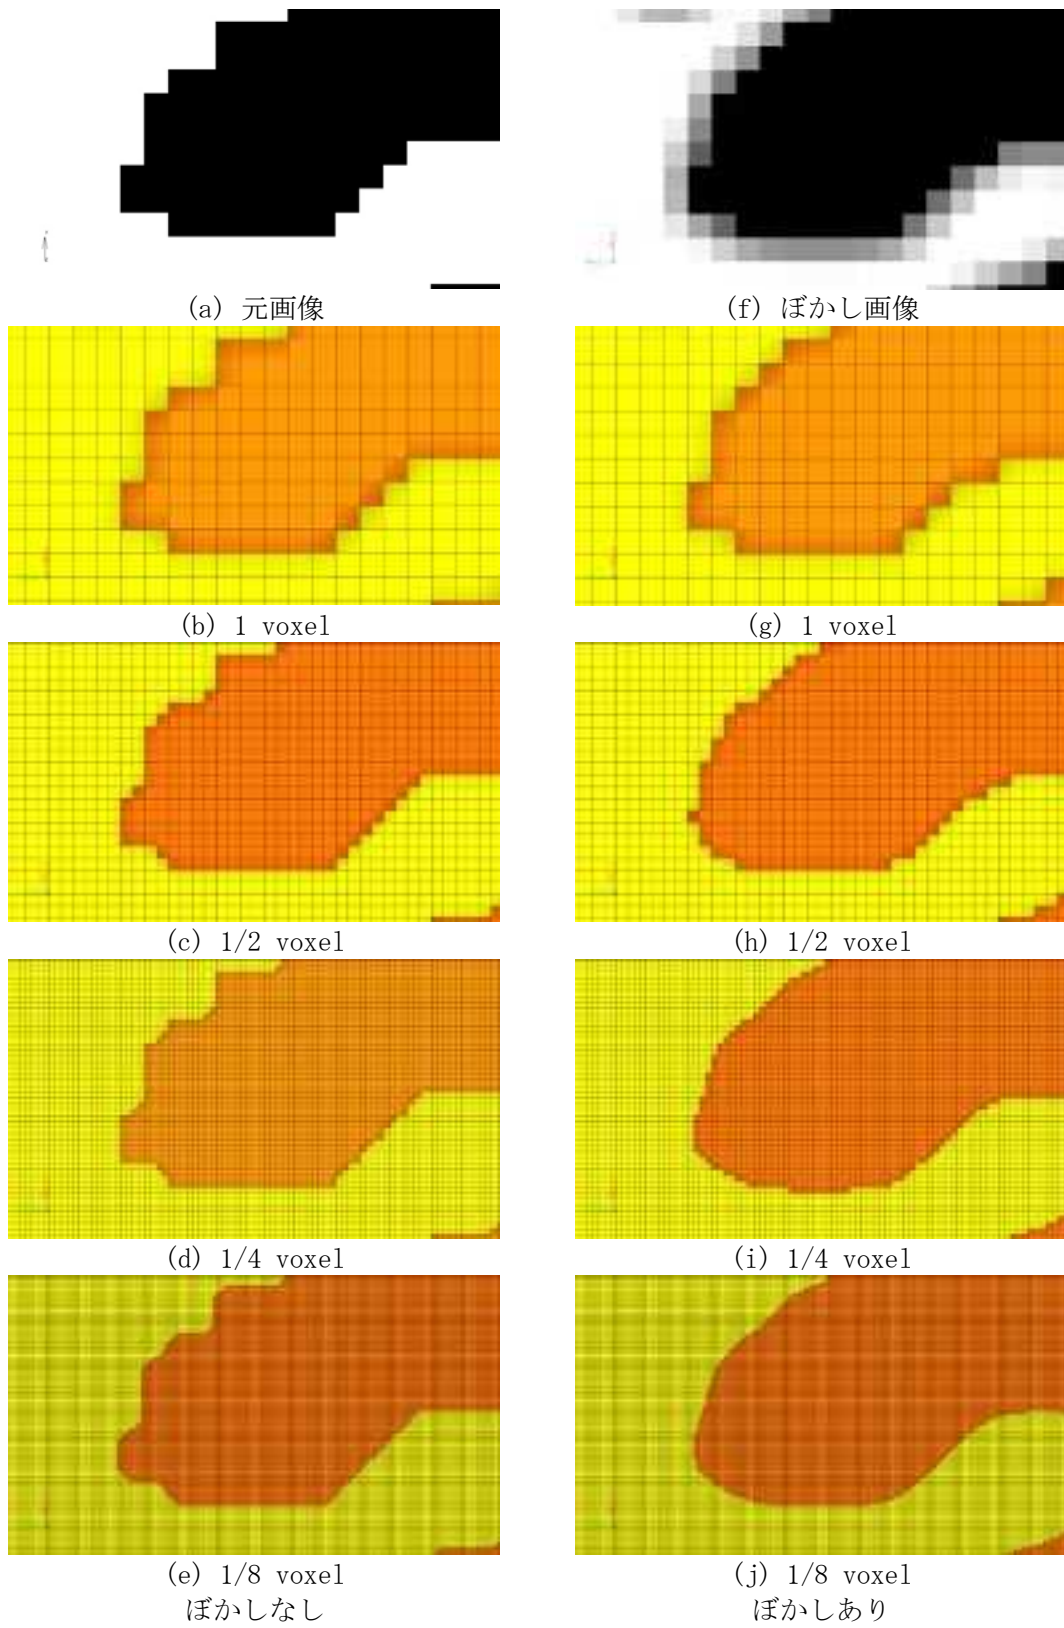 (a) 元画像
(f) ぼかし画像
(b) 1 voxel
(g) 1 voxel
(c) 1/2 voxel
(h) 1/2 voxel
(d) 1/4 voxel
(i) 1/4 voxel
(e) 1/8 voxel
(j) 1/8 voxel
ぼかしなし
ぼかしあり